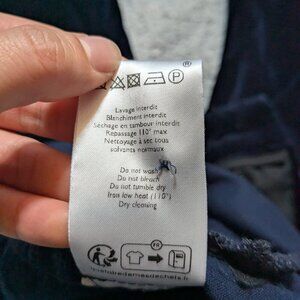 P
®
Lavage interdit
Blanchiment interdit
Séchage en tambour interdit
Repassage 110° max
Nettoyage à sec tous
solvants normaux
Do not wash
Do not bleach
Do not tumble dry
Iron low heat (110°)
Dry cleaning
FR